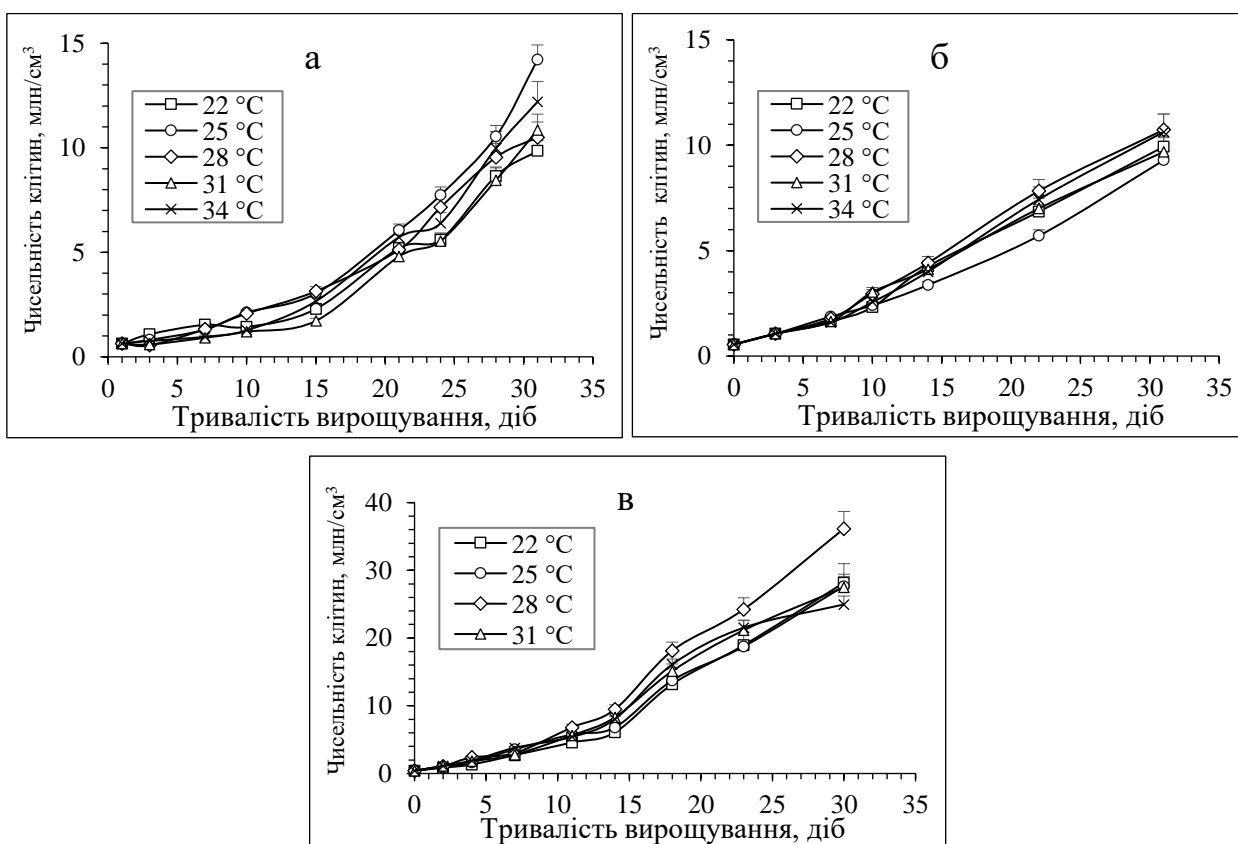 а
Чисельність клітин, млн/см³
15
10
5
0
22 °C
25 °C
28 °C
31 °C
34 °C
0 5 10 15 20 25 30 35
Тривалість вирощування, діб
б
Чисельність клітин, млн/см³
15
10
5
0
22 °C
25 °C
28 °C
31 °C
34 °C
0 5 10 15 20 25 30 35
Тривалість вирощування, діб
в
Чисельність клітин, млн/см³
40
30
20
10
0
22 °C
25 °C
28 °C
31 °C
0 5 10 15 20 25 30 35
Тривалість вирощування, діб